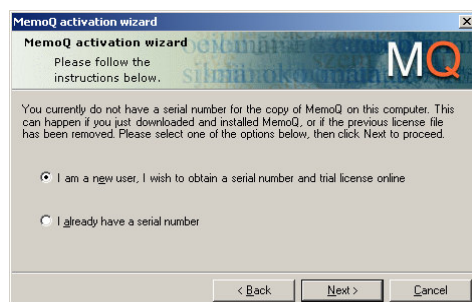 MemoQ activation wizard
MemoQ activation wizard
Please follow the
instructions below.
MQ
You currently do not have a serial number for the copy of MemoQ on this computer. This
can happen if you just downloaded and installed MemoQ, or if the previous license file
has been removed. Please select one of the options below, then click Next to proceed.
I am a new user, I wish to obtain a serial number and trial license online
I already have a serial number
< Back
Next >
Cancel